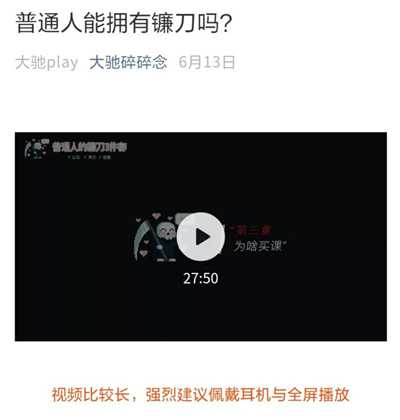 普通人能拥有镰刀吗?
大驰play 大驰碎碎念 6月13日
普通人的镰刀3件套
“第三章
为啥买课”
27:50
视频比较长，强烈建议佩戴耳机与全屏播放